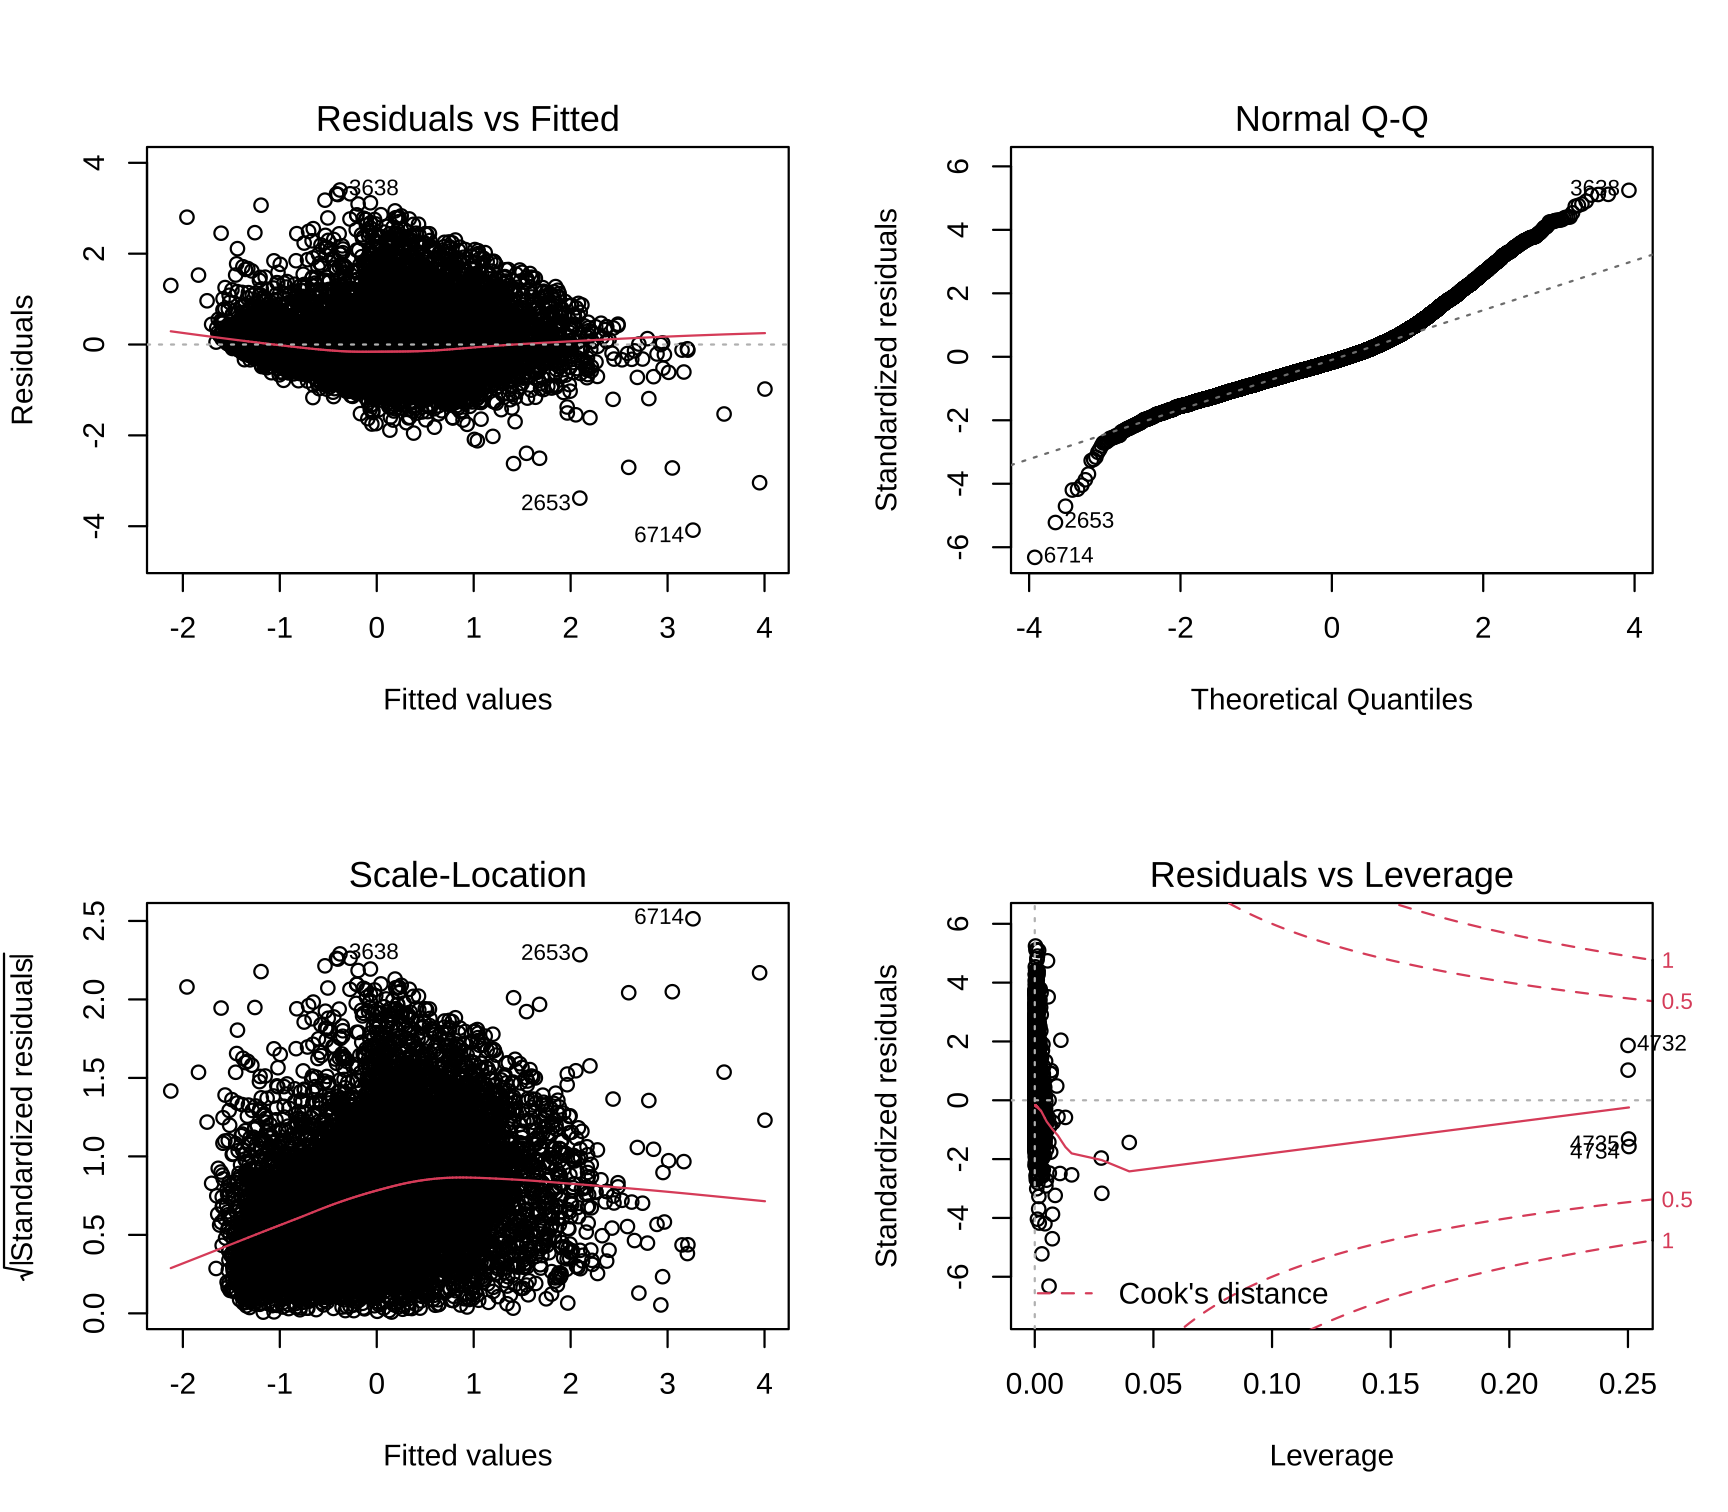 Residuals vs Fitted
4
2
0
-2
-4
Residuals
3638
2653
6714
-2 -1 0 1 2 3 4
Fitted values
Normal Q-Q
6
4
2
0
-2
-4
-6
Standardized residuals
3638
2653
6714
-4 -2 0 2 4
Theoretical Quantiles
Scale-Location
2.5
2.0
1.5
1.0
0.5
0.0
√|Standardized residuals|
6714
3638
2653
-2 -1 0 1 2 3 4
Fitted values
Residuals vs Leverage
6
4
2
0
-2
-4
-6
Standardized residuals
1
0.5
4732
4735
4734
0.5
1
Cook's distance
0.00 0.05 0.10 0.15 0.20 0.25
Leverage